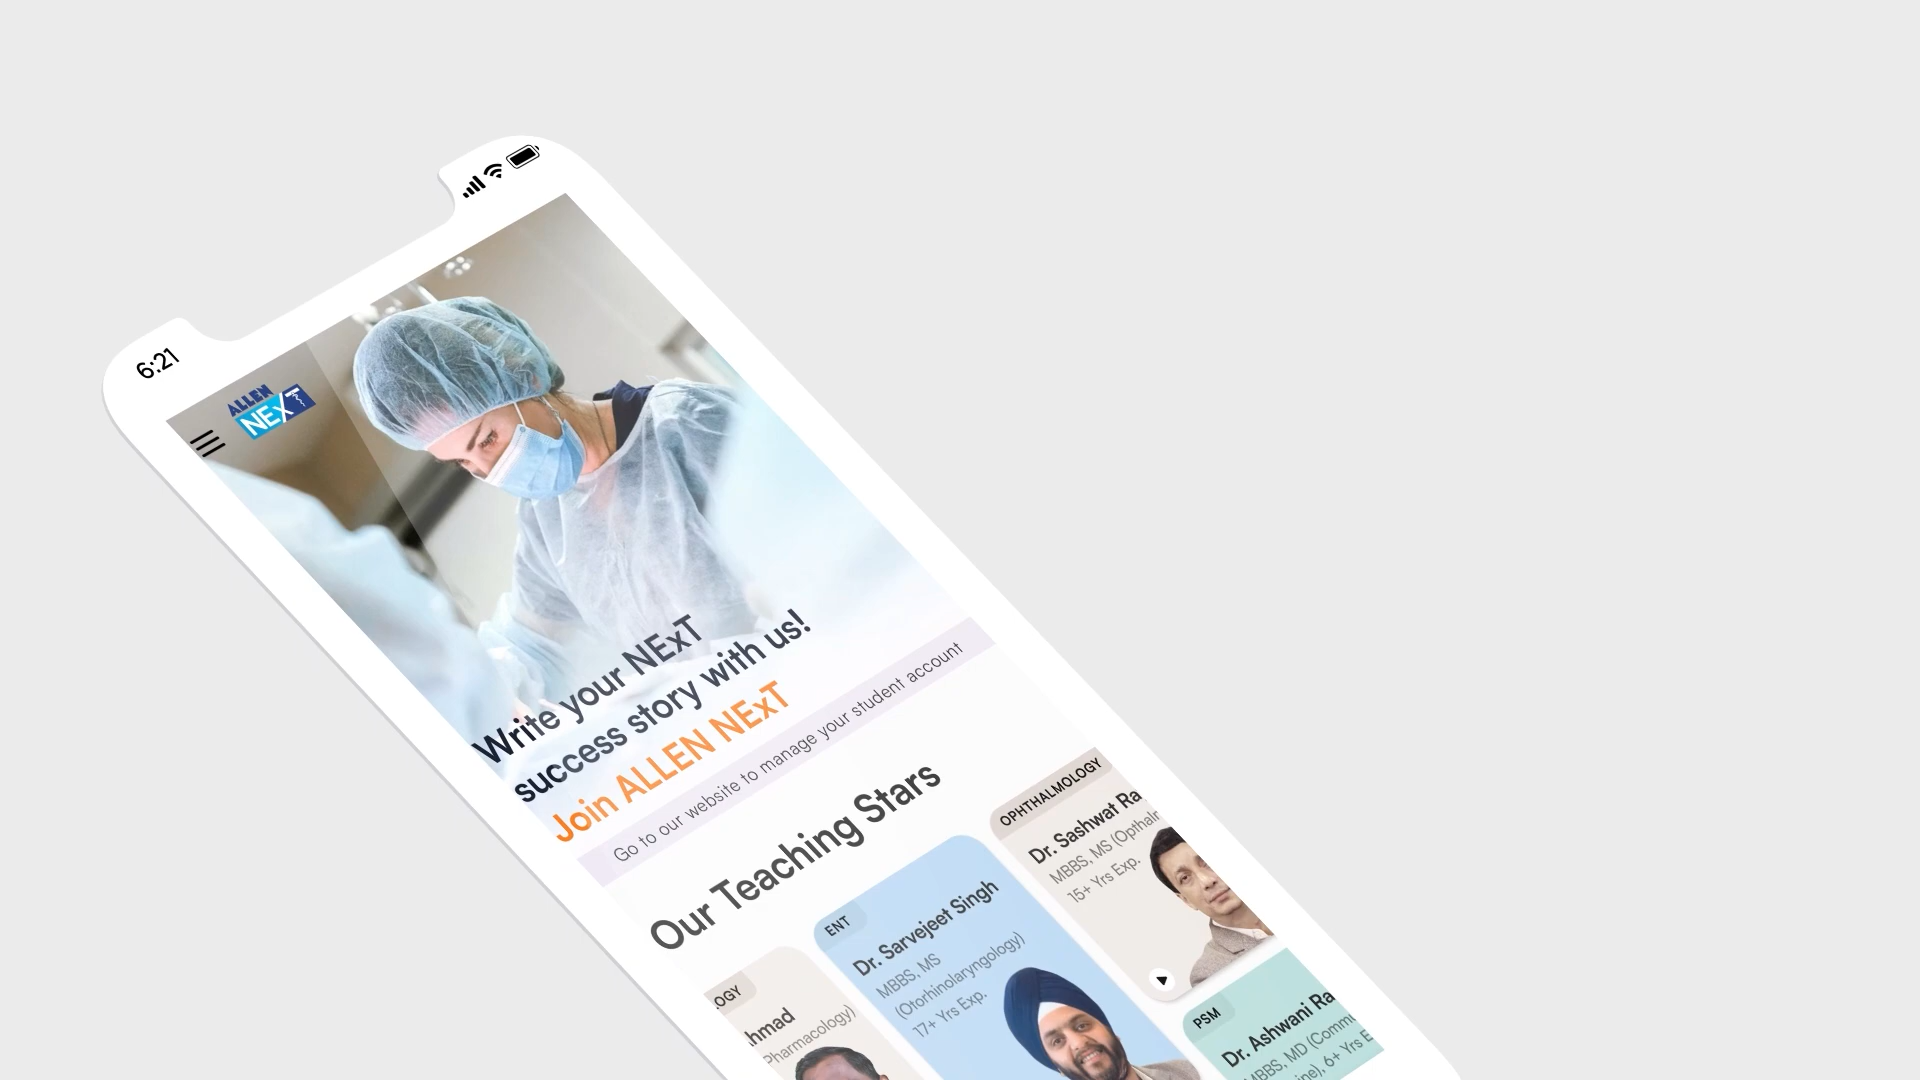 6:21
ALLEN
NEXT
Write your NExT
success story with us!
Join ALLEN NExT
Go to our website to manage your student account
Our Teaching Stars
OGY
hmad
Pharmacology)
ENT
Dr. Sarvejeet Singh
MBBS, MS
(Otorhinolaryngology)
17+ Yrs Exp.
OPHTHALMOLOGY
Dr. Sashwat Ra
MBBS, MS (Opthalm
15+ Yrs Exp.
PSM
Dr. Ashwani Ra
MBBS, MD (Comm
ine), 6+ Yrs E